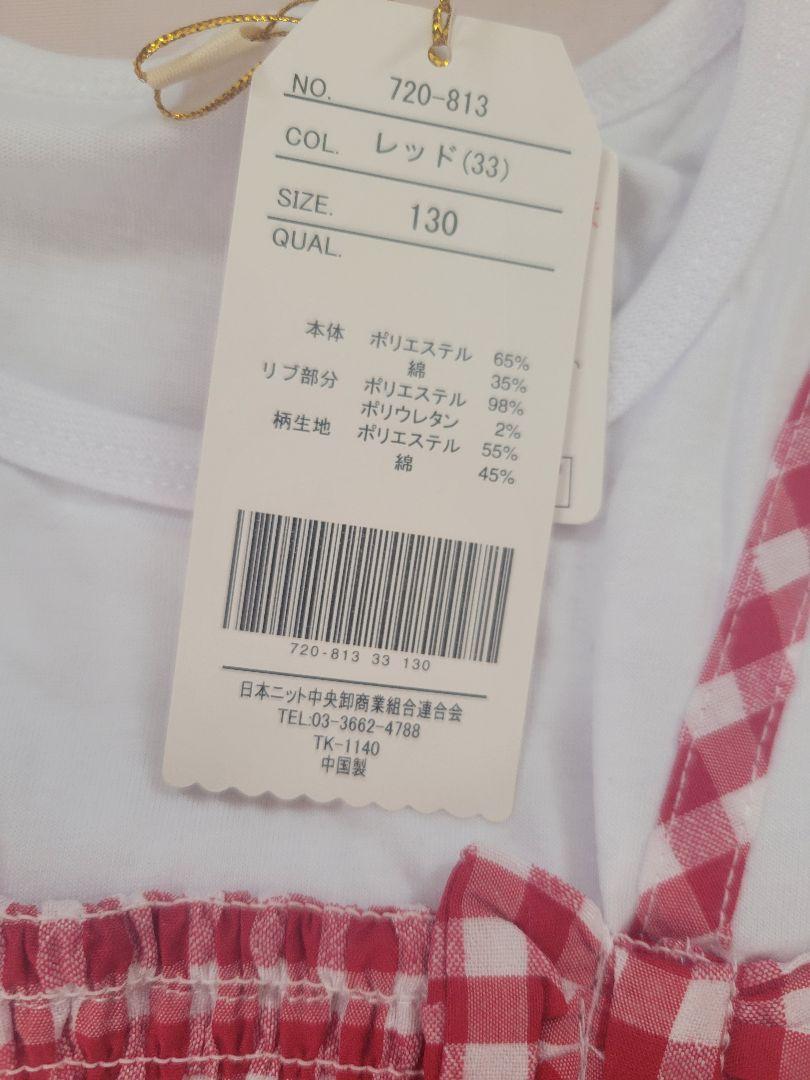 NO. 720-813
COL. レッド(33)
SIZE. 130
QUAL.
本体 ポリエステル 65%
綿 35%
リブ部分 ポリエステル 98%
ポリウレタン 2%
柄生地 ポリエステル 55%
綿 45%
720-813 33 130
日本ニット中央卸商業組合連合会
TEL:03-3662-4788
TK-1140
中国製